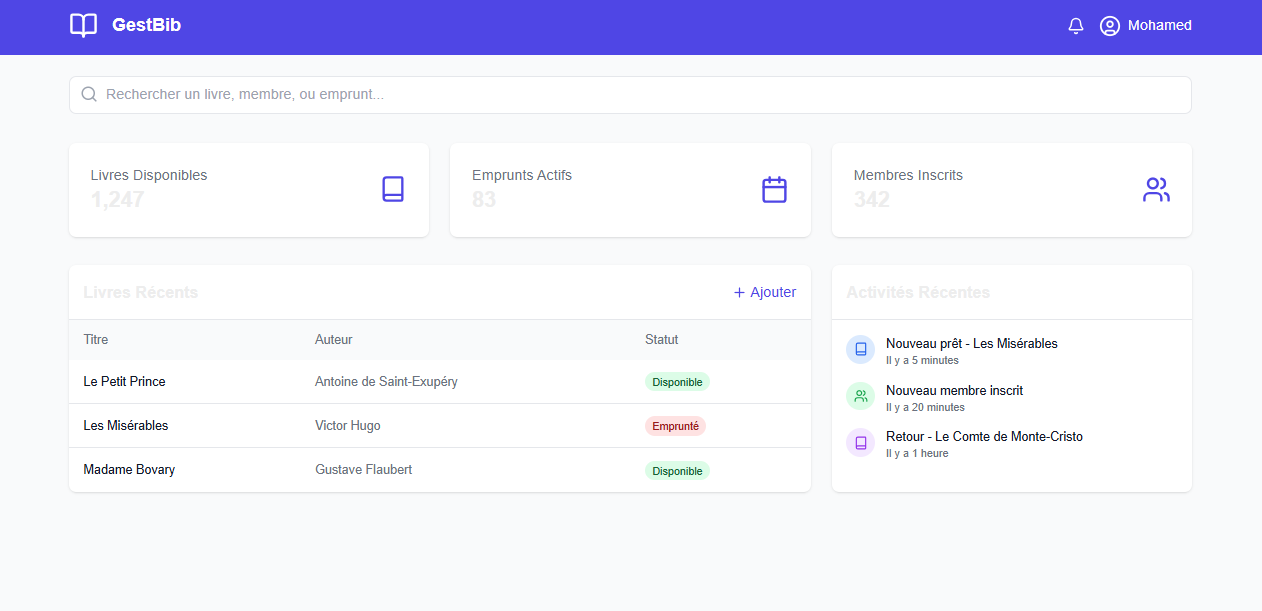 GestBib
Mohamed
Rechercher un livre, membre, ou emprunt...
Livres Disponibles
1,247
Emprunts Actifs
83
Membres Inscrits
342
Livres Récents
+ Ajouter
Titre Auteur Statut
Le Petit Prince Antoine de Saint-Exupéry Disponible
Les Misérables Victor Hugo Emprunté
Madame Bovary Gustave Flaubert Disponible
Activités Récentes
Nouveau prêt - Les Misérables
Il y a 5 minutes
Nouveau membre inscrit
Il y a 20 minutes
Retour - Le Comte de Monte-Cristo
Il y a 1 heure